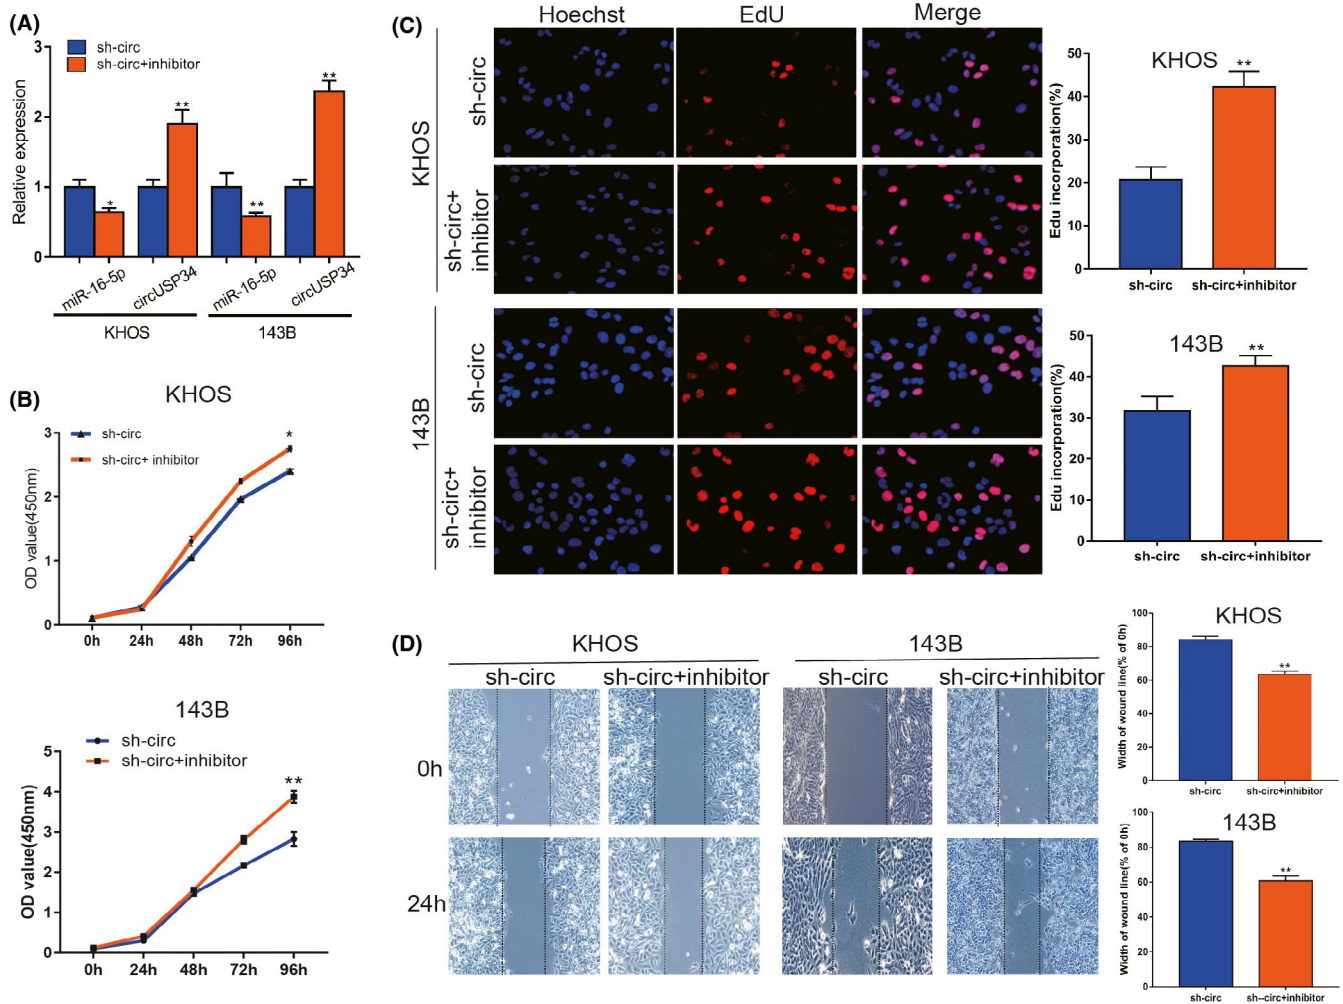 (A)
sh-circ
sh-circ+inhibitor
Relative expression
3
2
1
0
**
**
*
**
miR-16-5p
circUSP34
miR-16-5p
circUSP34
KHOS
143B
(B)
KHOS
sh-circ
sh-circ+ inhibitor
*
OD value(450nm)
3
2
1
0
0h 24h 48h 72h 96h
143B
sh-circ
sh-circ+inhibitor
**
OD value(450nm)
5
4
3
2
1
0
0h 24h 48h 72h 96h
(C)
Hoechst EdU Merge
KHOS
sh-circ
sh-circ+
inhibitor
143B
sh-circ
sh-circ+
inhibitor
KHOS
**
Edu incorporation(%)
50
40
30
20
10
0
sh-circ sh-circ+inhibitor
143B
**
Edu incorporation(%)
50
40
30
20
10
0
sh-circ sh-circ+inhibitor
(D)
KHOS 143B
sh-circ sh-circ+inhibitor sh-circ sh-circ+inhibitor
0h
24h
KHOS
**
Width of wound line(% of 0h)
100
80
60
40
20
0
sh-circ sh-circ+inhibitor
143B
**
Width of wound line(% of 0h)
100
80
60
40
20
0
sh-circ sh--circ+inhibitor